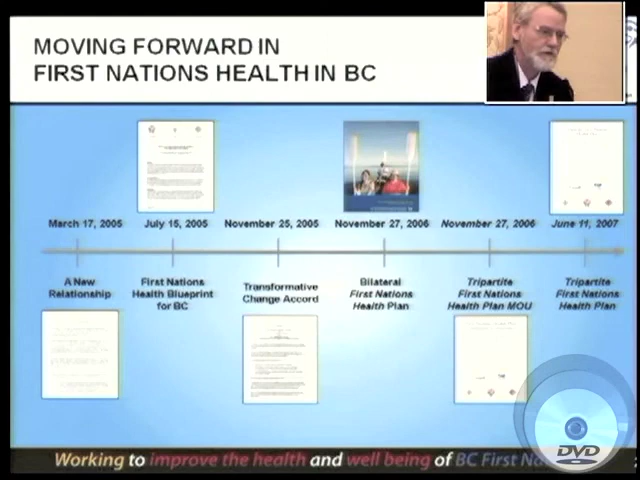 MOVING FORWARD IN
FIRST NATIONS HEALTH IN BC
March 17, 2005
July 15, 2005
November 25, 2005
November 27, 2006
November 27, 2006
June 11, 2007
A New
Relationship
First Nations
Health Blueprint
for BC
Transformative
Change Accord
Bilateral
First Nations
Health Plan
Tripartite
First Nations
Health Plan MOU
Tripartite
First Nations
Health Plan
Working to improve the health and well being of BC First Na
DVD